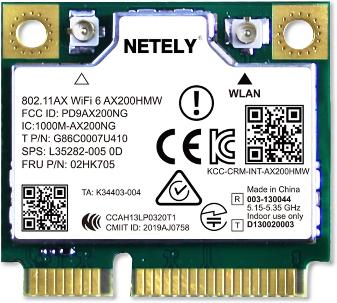 NETELY
WLAN
802.11AX WiFi 6 AX200HMW
FCC ID: PD9AX200NG
IC:1000M-AX200NG
T P/N: G86C0007U410
SPS: L35282-005 0D
FRU P/N: 02HK705
CE
KCC-CRM-INT-AX200HMW
TA: K34403-004
CCAH13LP0320T1
CMIIT ID: 2019AJ0758
Made in China
R 003-130044
5.15-5.35 GHz
Indoor use only
T D130020003